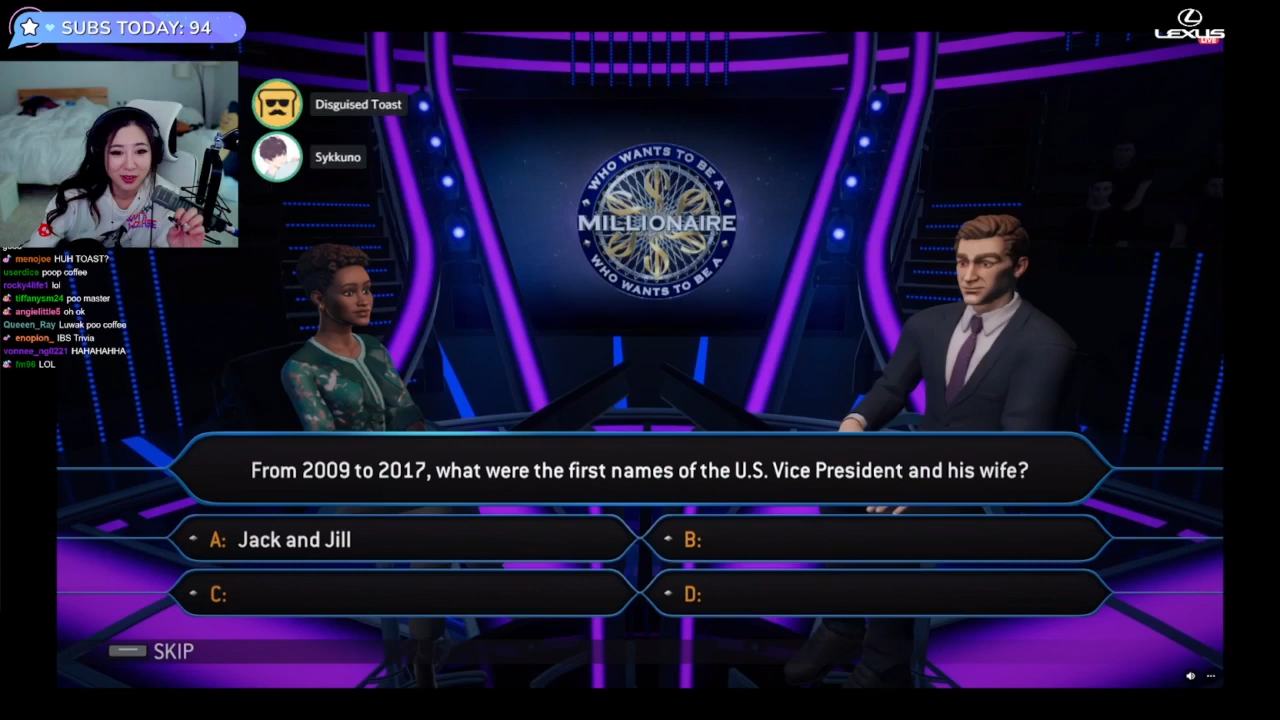 SUBS TODAY: 94
LEXUS
LIVE
Disguised Toast
Sykkuno
WHO WANTS TO BE A
MILLIONAIRE
WHO WANTS TO BE A
menojoe HUH TOAST?
userdice poop coffee
rocky4life1 lol
tiffanysm24 poo master
angielittle5 oh ok
Queeen_Ray Luwak poo coffee
enopion_ IBS Trivia
vonnee_ng0221 HAHAHAHHA
fm96 LOL
From 2009 to 2017, what were the first names of the U.S. Vice President and his wife?
A: Jack and Jill
B:
C:
D:
SKIP